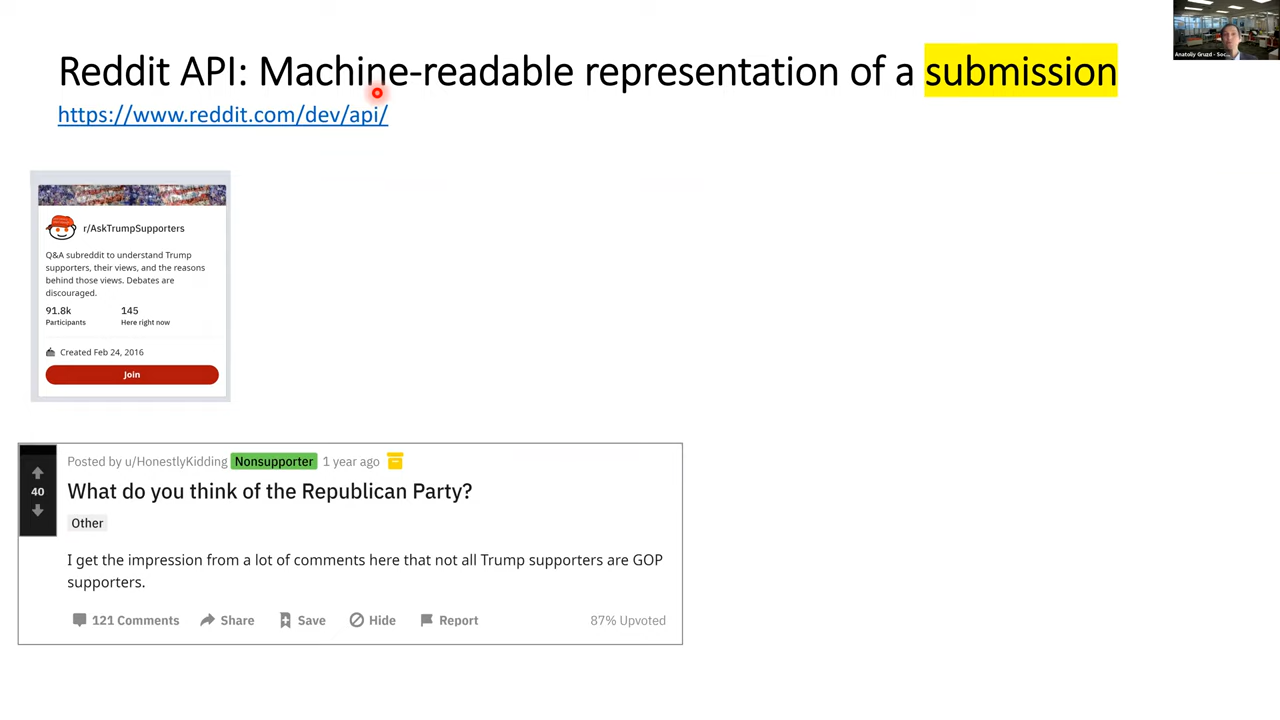 Reddit API: Machine-readable representation of a submission
https://www.reddit.com/dev/api/
Anatoliy Gruzd - Soc...
r/AskTrumpSupporters
Q&A subreddit to understand Trump
supporters, their views, and the reasons
behind those views. Debates are
discouraged.
91.8k 145
Participants Here right now
Created Feb 24, 2016
Join
Posted by u/HonestlyKidding Nonsupporter 1 year ago
40
What do you think of the Republican Party?
Other
I get the impression from a lot of comments here that not all Trump supporters are GOP
supporters.
121 Comments Share Save Hide Report 87% Upvoted